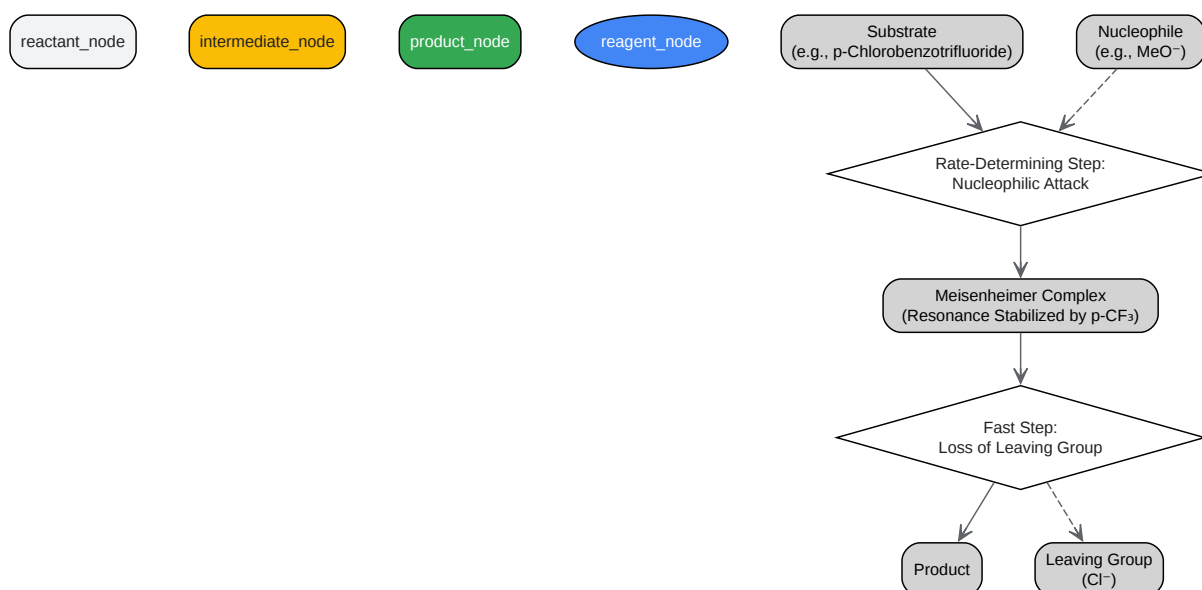 reactant_node
intermediate_node
product_node
reagent_node
Substrate
(e.g., p-Chlorobenzotrifluoride)
Nucleophile
(e.g., MeO⁻)
Rate-Determining Step:
Nucleophilic Attack
Meisenheimer Complex
(Resonance Stabilized by p-CF₃)
Fast Step:
Loss of Leaving Group
Product
Leaving Group
(Cl⁻)